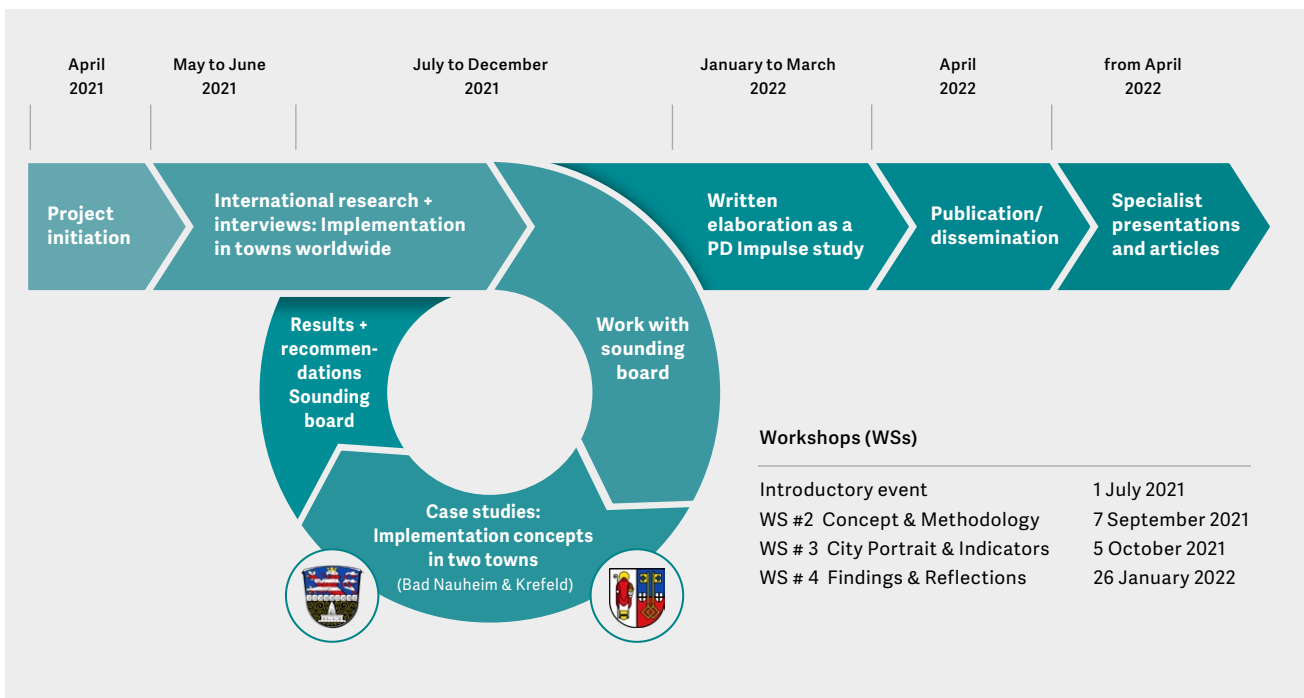 April
2021
May to June
2021
July to December
2021
January to March
2022
April
2022
from April
2022
Project
initiation
International research +
interviews: Implementation
in towns worldwide
Written
elaboration as a
PD Impulse study
Publication/
dissemination
Specialist
presentations
and articles
Work with
sounding
board
Results +
recommen-
dations
Sounding
board
Case studies:
Implementation concepts
in two towns
(Bad Nauheim & Krefeld)
Workshops (WSs)
Introductory event 1 July 2021
WS #2 Concept & Methodology 7 September 2021
WS # 3 City Portrait & Indicators 5 October 2021
WS # 4 Findings & Reflections 26 January 2022